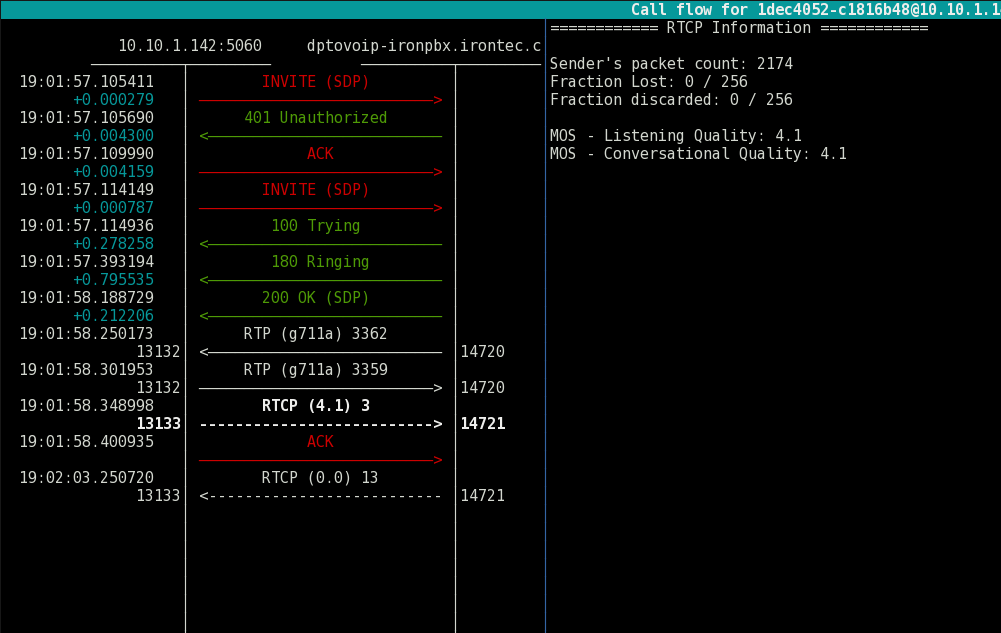 Call flow for 1dec4052-c1816b48@10.10.1.1
============ RTCP Information ============
10.10.1.142:5060 dptovoip-ironpbx.irontec.c
Sender's packet count: 2174
19:01:57.105411 INVITE (SDP)
Fraction Lost: 0 / 256
+0.000279 ────────────────>
Fraction discarded: 0 / 256
19:01:57.105690 401 Unauthorized
+0.004300 <────────────────
MOS - Listening Quality: 4.1
19:01:57.109990 ACK
MOS - Conversational Quality: 4.1
+0.004159 ────────────────>
19:01:57.114149 INVITE (SDP)
+0.000787 ────────────────>
19:01:57.114936 100 Trying
+0.278258 <────────────────
19:01:57.393194 180 Ringing
+0.795535 <────────────────
19:01:58.188729 200 OK (SDP)
+0.212206 <────────────────
19:01:58.250173 RTP (g711a) 3362
13132 <──────────────── 14720
19:01:58.301953 RTP (g711a) 3359
13132 ────────────────> 14720
19:01:58.348998 RTCP (4.1) 3
13133 --------------------------> 14721
19:01:58.400935 ACK
────────────────>
19:02:03.250720 RTCP (0.0) 13
13133 <-------------------------- 14721